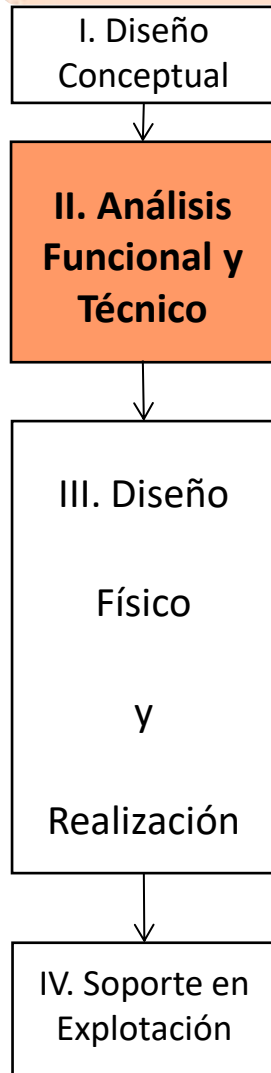 I. Diseño
Conceptual
II. Análisis
Funcional y
Técnico
III. Diseño
Físico
y
Realización
IV. Soporte en
Explotación